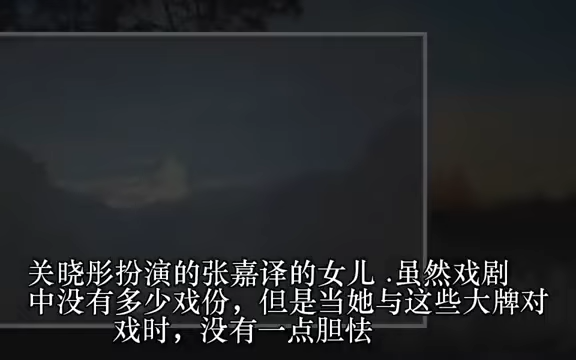 关晓彤扮演的张嘉译的女儿 .虽然戏剧
中没有多少戏份，但是当她与这些大牌对
戏时，没有一点胆怯